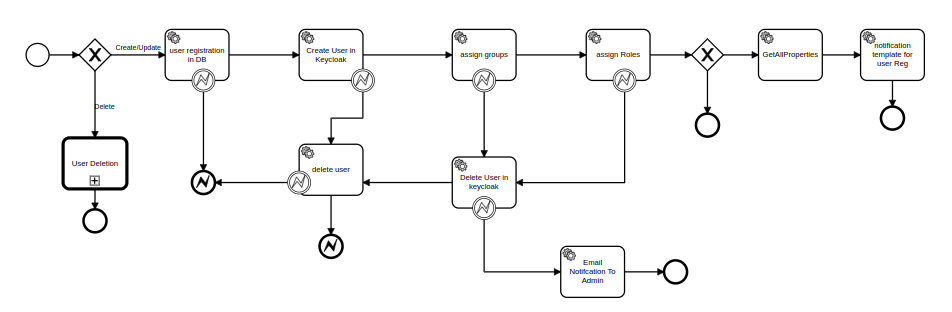 Create/Update
user registration
in DB
Create User in
Keycloak
assign groups
assign Roles
GetAllProperties
notification
template for
user Reg
Delete
User Deletion
delete user
Delete User in
keycloak
Email
Notifcation To
Admin